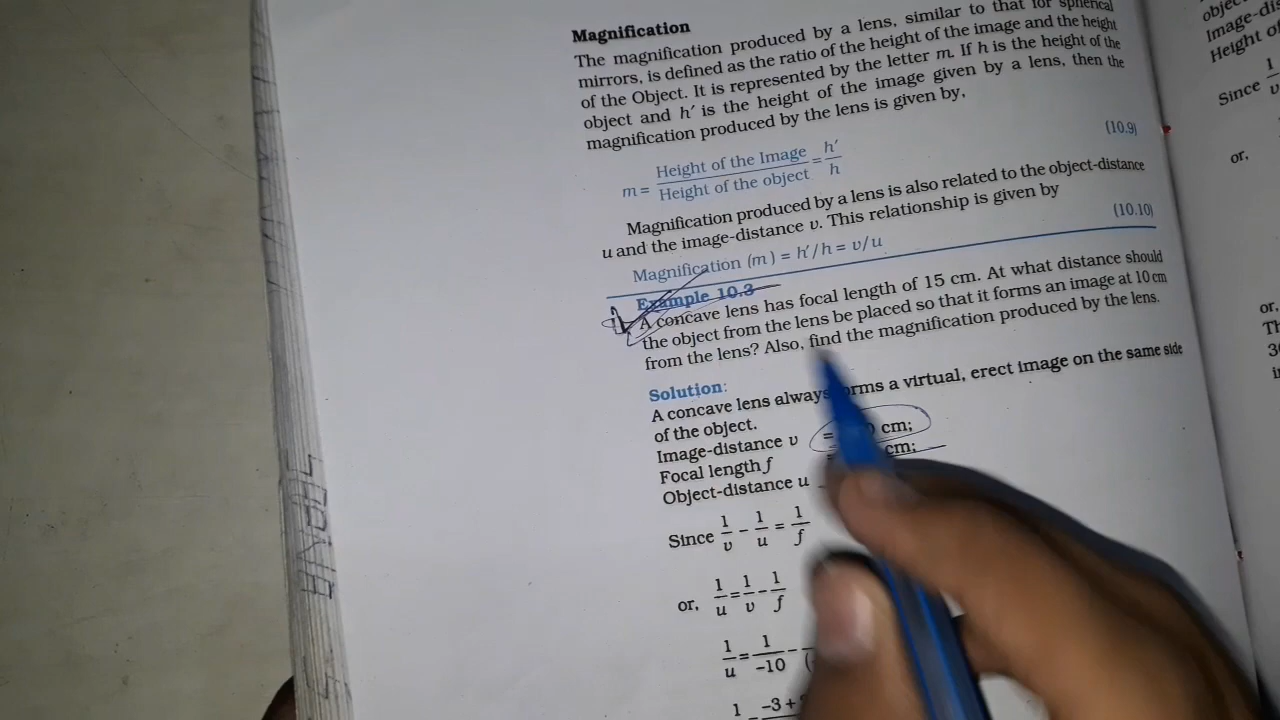 Magnification
The magnification produced by a lens, similar to that for spherical
mirrors, is defined as the ratio of the height of the image and the height
of the Object. It is represented by the letter m. If h is the height of the
object and h′ is the height of the image given by a lens, then the
magnification produced by the lens is given by,
m = Height of the Image / Height of the object = h′ / h (10.9)
Magnification produced by a lens is also related to the object-distance
u and the image-distance v. This relationship is given by
Magnification (m) = h′/h = v/u (10.10)
Example 10.3
A concave lens has focal length of 15 cm. At what distance should
the object from the lens be placed so that it forms an image at 10 cm
from the lens? Also, find the magnification produced by the lens.
Solution:
A concave lens always forms a virtual, erect image on the same side
of the object.
Image-distance v = cm;
Focal length f = cm;
Object-distance u
Since 1/v − 1/u = 1/f
or, 1/u = 1/v − 1/f
1/u = 1/−10 −
1 −3 +
Image-dis
Height of
Since 1/v
or,
or,
Th